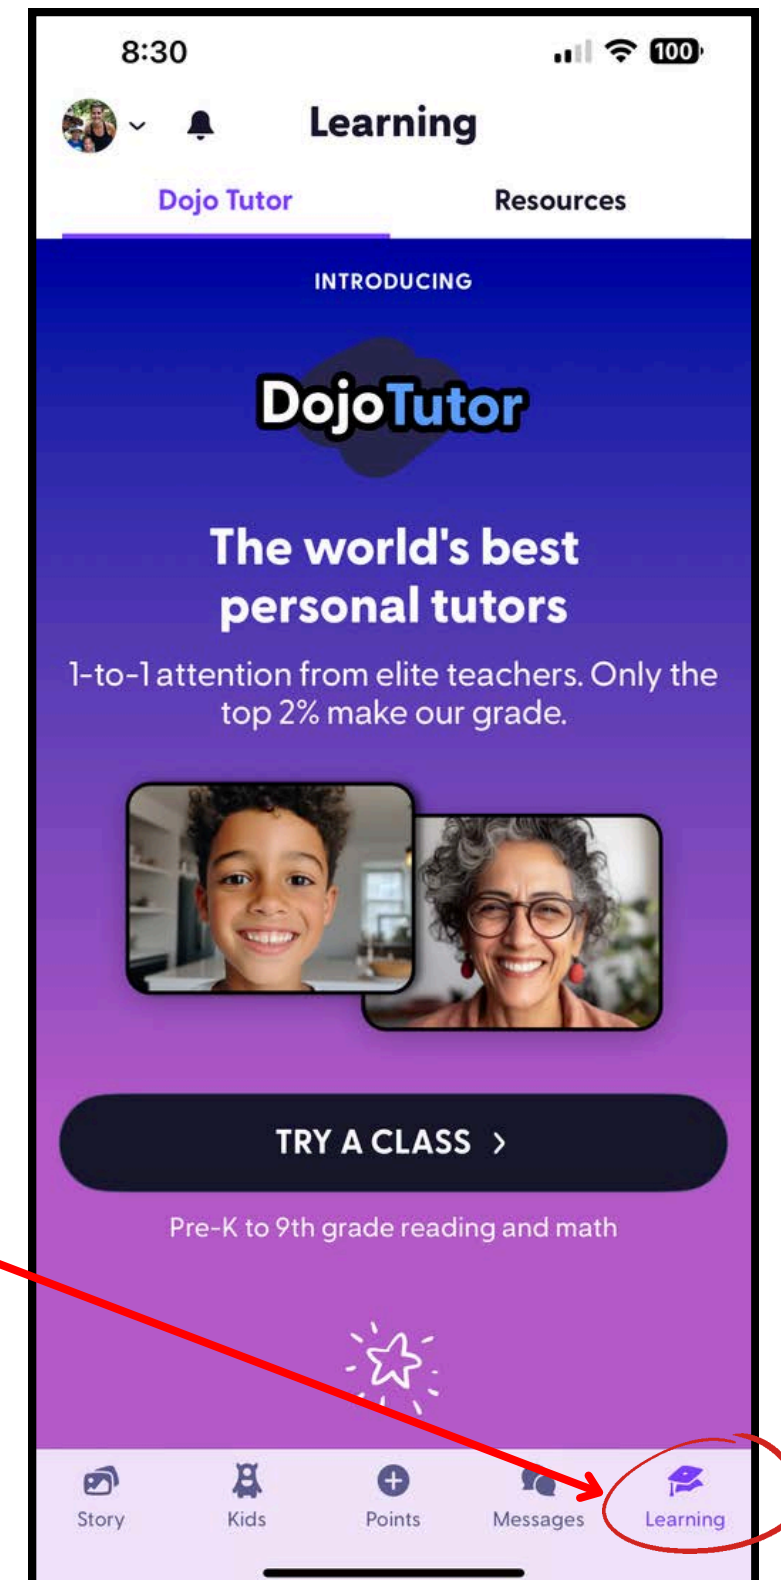 8:30
100
Learning
Dojo Tutor
Resources
INTRODUCING
DojoTutor
The world's best
personal tutors
1-to-1 attention from elite teachers. Only the
top 2% make our grade.
TRY A CLASS >
Pre-K to 9th grade reading and math
Story
Kids
Points
Messages
Learning